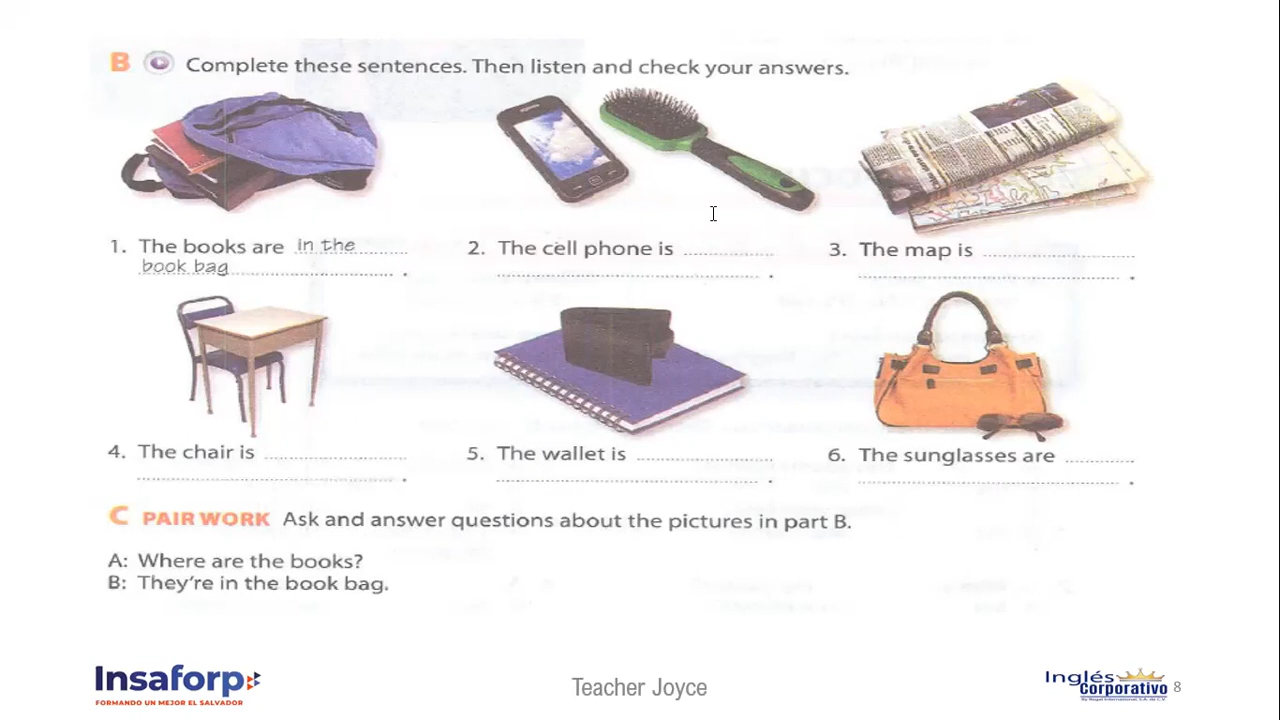 B Complete these sentences. Then listen and check your answers.
1. The books are in the
book bag.
2. The cell phone is
3. The map is
4. The chair is
5. The wallet is
6. The sunglasses are
C PAIR WORK Ask and answer questions about the pictures in part B.
A: Where are the books?
B: They're in the book bag.
Insaforp
FORMANDO UN MEJOR EL SALVADOR
Teacher Joyce
Inglés
Corporativo
8